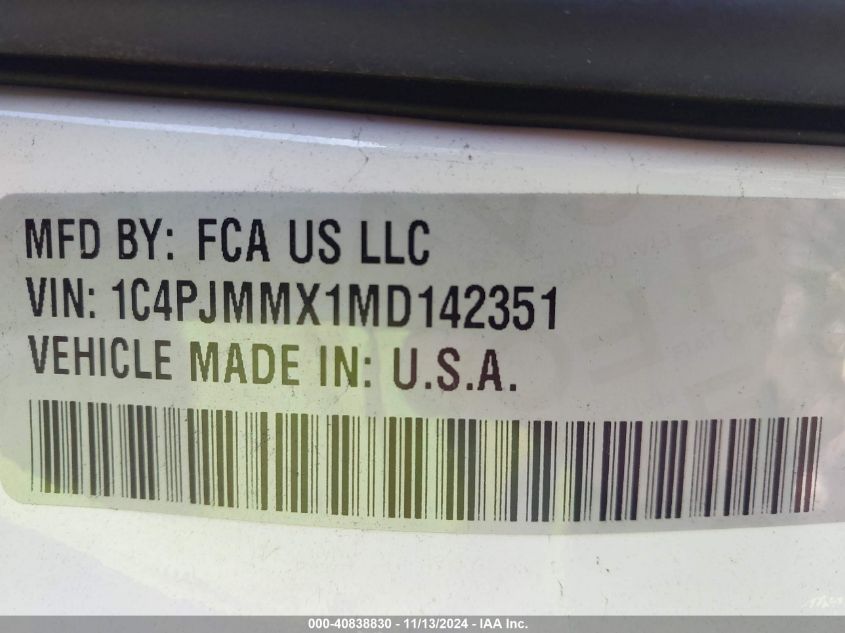 MFD BY: FCA US LLC
VIN: 1C4PJMMX1MD142351
VEHICLE MADE IN: U.S.A.
000-40838830 - 11/13/2024 - IAA Inc.